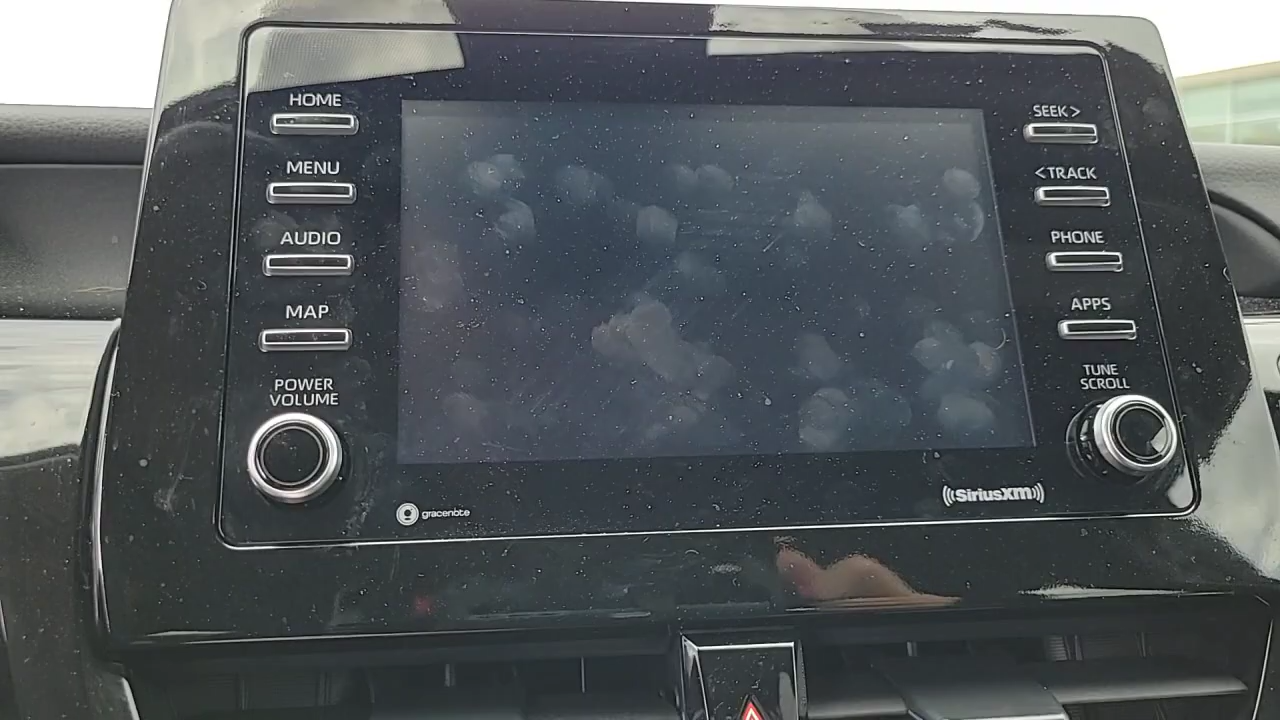 HOME
MENU
AUDIO
MAP
POWER
VOLUME
SEEK >
< TRACK
PHONE
APPS
TUNE
SCROLL
gracenote
((SiriusXM))